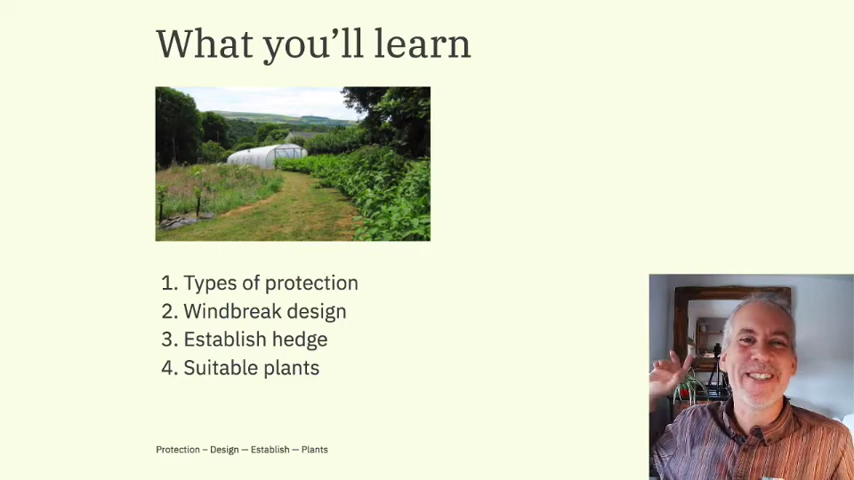 What you’ll learn
1. Types of protection
2. Windbreak design
3. Establish hedge
4. Suitable plants
Protection – Design — Establish — Plants